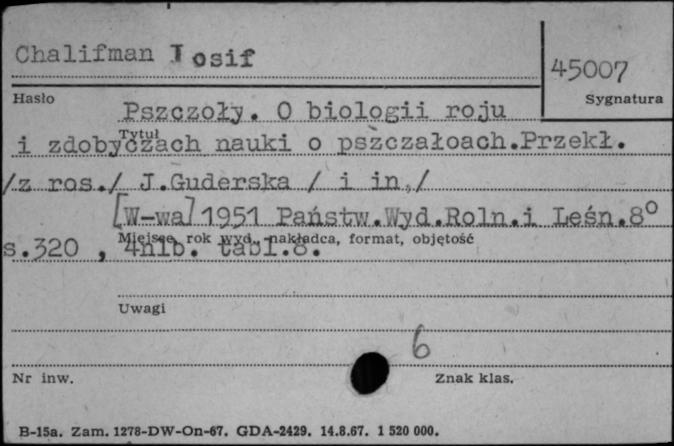 Chalifman Iosif
45007
Hasło
Sygnatura
Pszczoły. O biologii roju
Tytuł
i zdobyczach nauki o pszczałoach.Przekł.
/z ros./ J.Guderska / i in,/
[W-wa] 1951 Państw.Wyd.Roln.i Leśn.8°
Miejsce, rok wyd., nakładca, format, objętość
s.320 , 4nlb. tabl.8.
Uwagi
6
Nr inw.
Znak klas.
B-15a. Zam. 1278-DW-On-67. GDA-2429. 14.8.67. 1 520 000.